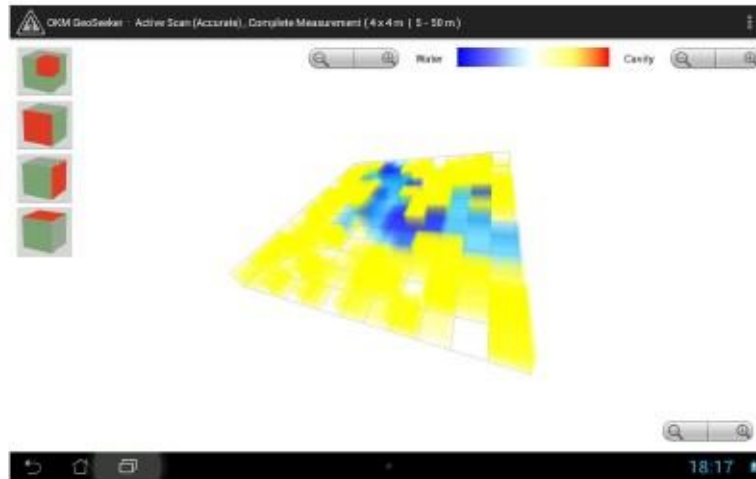 OKM GeoSeeker - Active Scan (Accurate), Complete Measurement ( 4 x 4 m | 5 - 50 m )
Water
Cavity
18:17